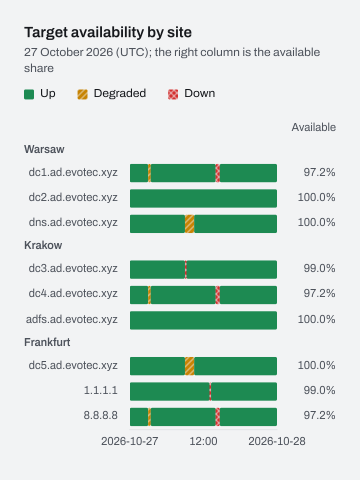 Target availability by site
27 October 2026 (UTC); the right column is the available
share
Up Degraded Down
Available
Warsaw
dc1.ad.evotec.xyz 97.2%
dc2.ad.evotec.xyz 100.0%
dns.ad.evotec.xyz 100.0%
Krakow
dc3.ad.evotec.xyz 99.0%
dc4.ad.evotec.xyz 97.2%
adfs.ad.evotec.xyz 100.0%
Frankfurt
dc5.ad.evotec.xyz 100.0%
1.1.1.1 99.0%
8.8.8.8 97.2%
2026-10-27 12:00 2026-10-28